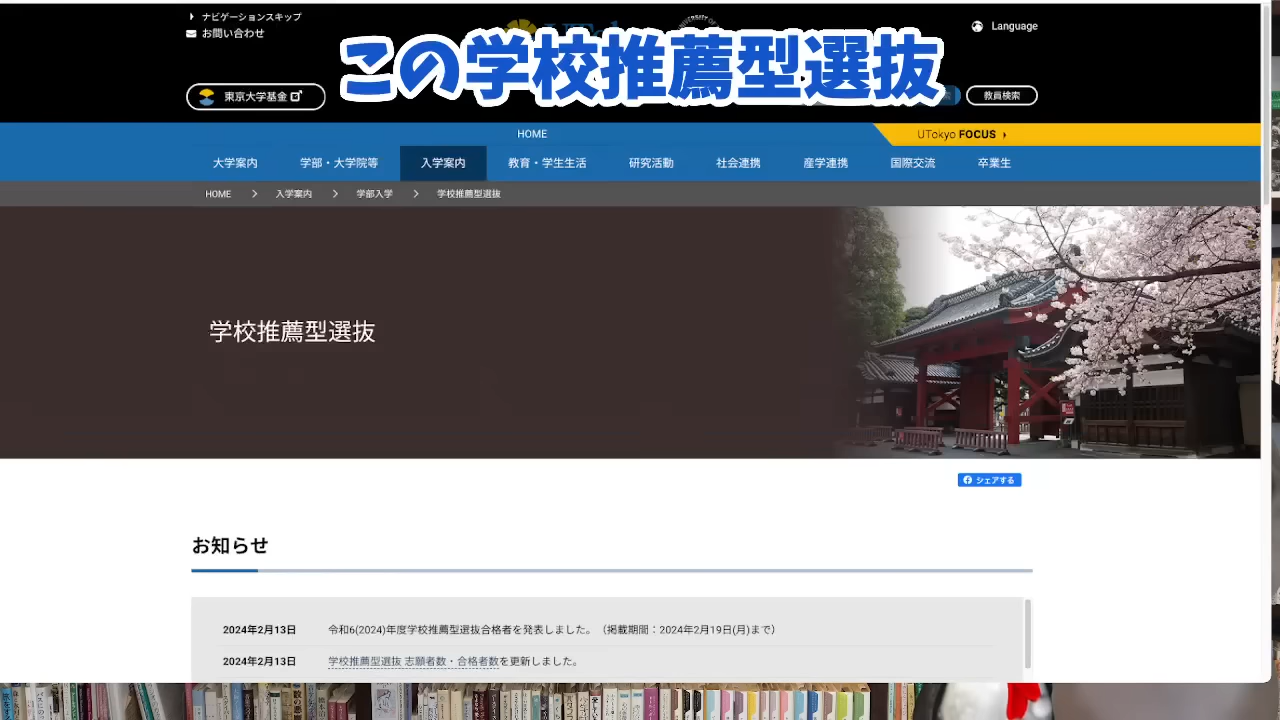 ナビゲーションスキップ
お問い合わせ
Language
この学校推薦型選抜
東京大学基金
教員検索
HOME
UTokyo FOCUS
大学案内
学部・大学院等
入学案内
教育・学生生活
研究活動
社会連携
産学連携
国際交流
卒業生
HOME
入学案内
学部入学
学校推薦型選抜
学校推薦型選抜
シェアする
お知らせ
2024年2月13日 令和6(2024)年度学校推薦型選抜合格者を発表しました。（掲載期間：2024年2月19日(月)まで）
2024年2月13日 学校推薦型選抜 志願者数・合格者数を更新しました。